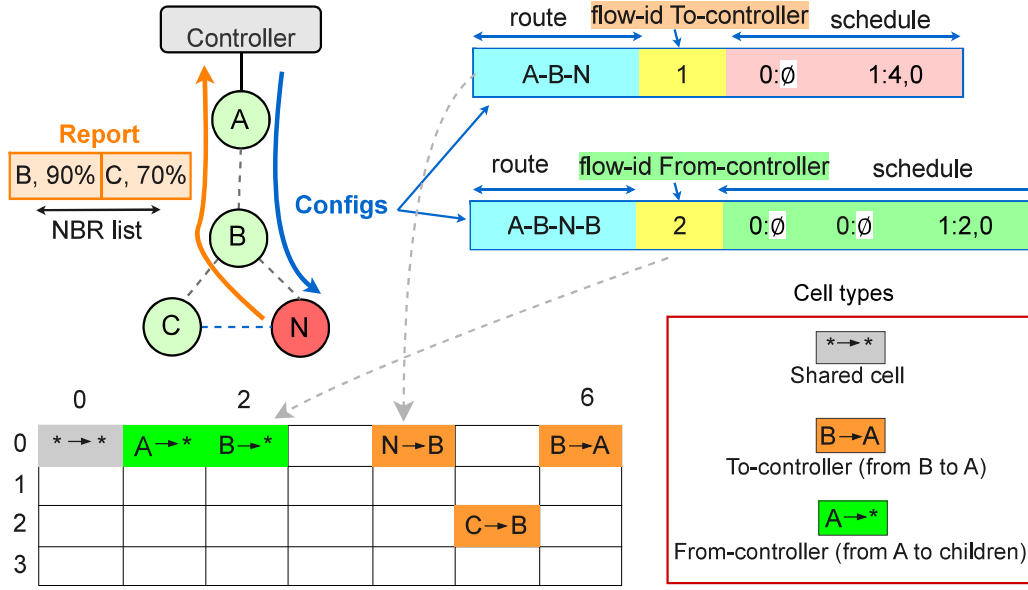 Controller
A
B
C
N
Report
B, 90% C, 70%
NBR list
Configs
route flow-id To-controller schedule
A-B-N 1 0:∅ 1:4,0
route flow-id From-controller schedule
A-B-N-B 2 0:∅ 0:∅ 1:2,0
Cell types
*→*
Shared cell
B→A
To-controller (from B to A)
A→*
From-controller (from A to children)
0 2 6
0 *→* A→* B→* N→B B→A
1
2 C→B
3